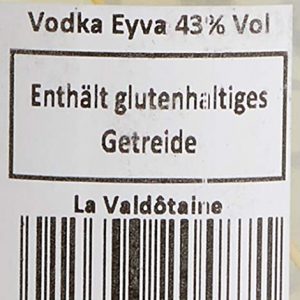 Vodka Eyva 43% Vol
Enthält glutenhaltiges
Getreide
La Valdôtaine